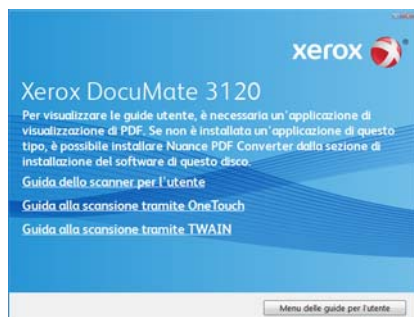 xerox
Xerox DocuMate 3120
Per visualizzare le guide utente, è necessaria un'applicazione di
visualizzazione di PDF. Se non è installata un'applicazione di questo
tipo, è possibile installare Nuance PDF Converter dalla sezione di
installazione del software di questo disco.
Guida dello scanner per l'utente
Guida alla scansione tramite OneTouch
Guida alla scansione tramite TWAIN
Menu delle guide per l'utente